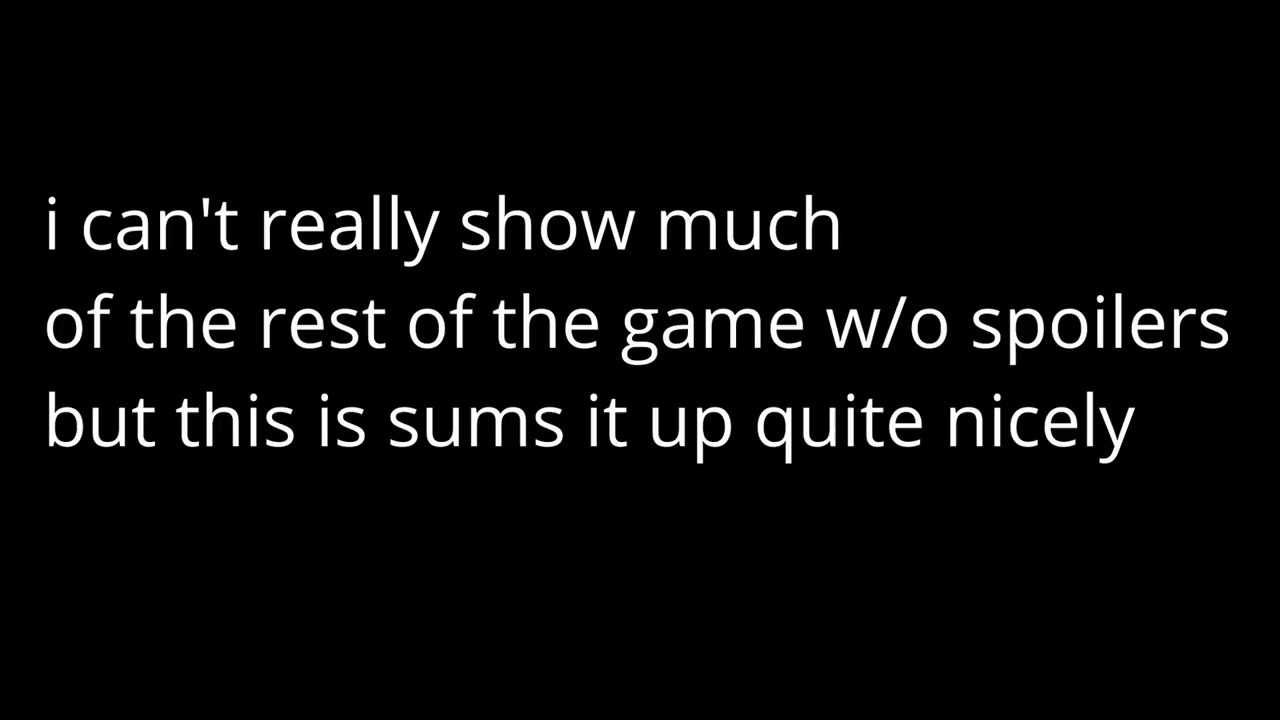 i can't really show much
of the rest of the game w/o spoilers
but this is sums it up quite nicely